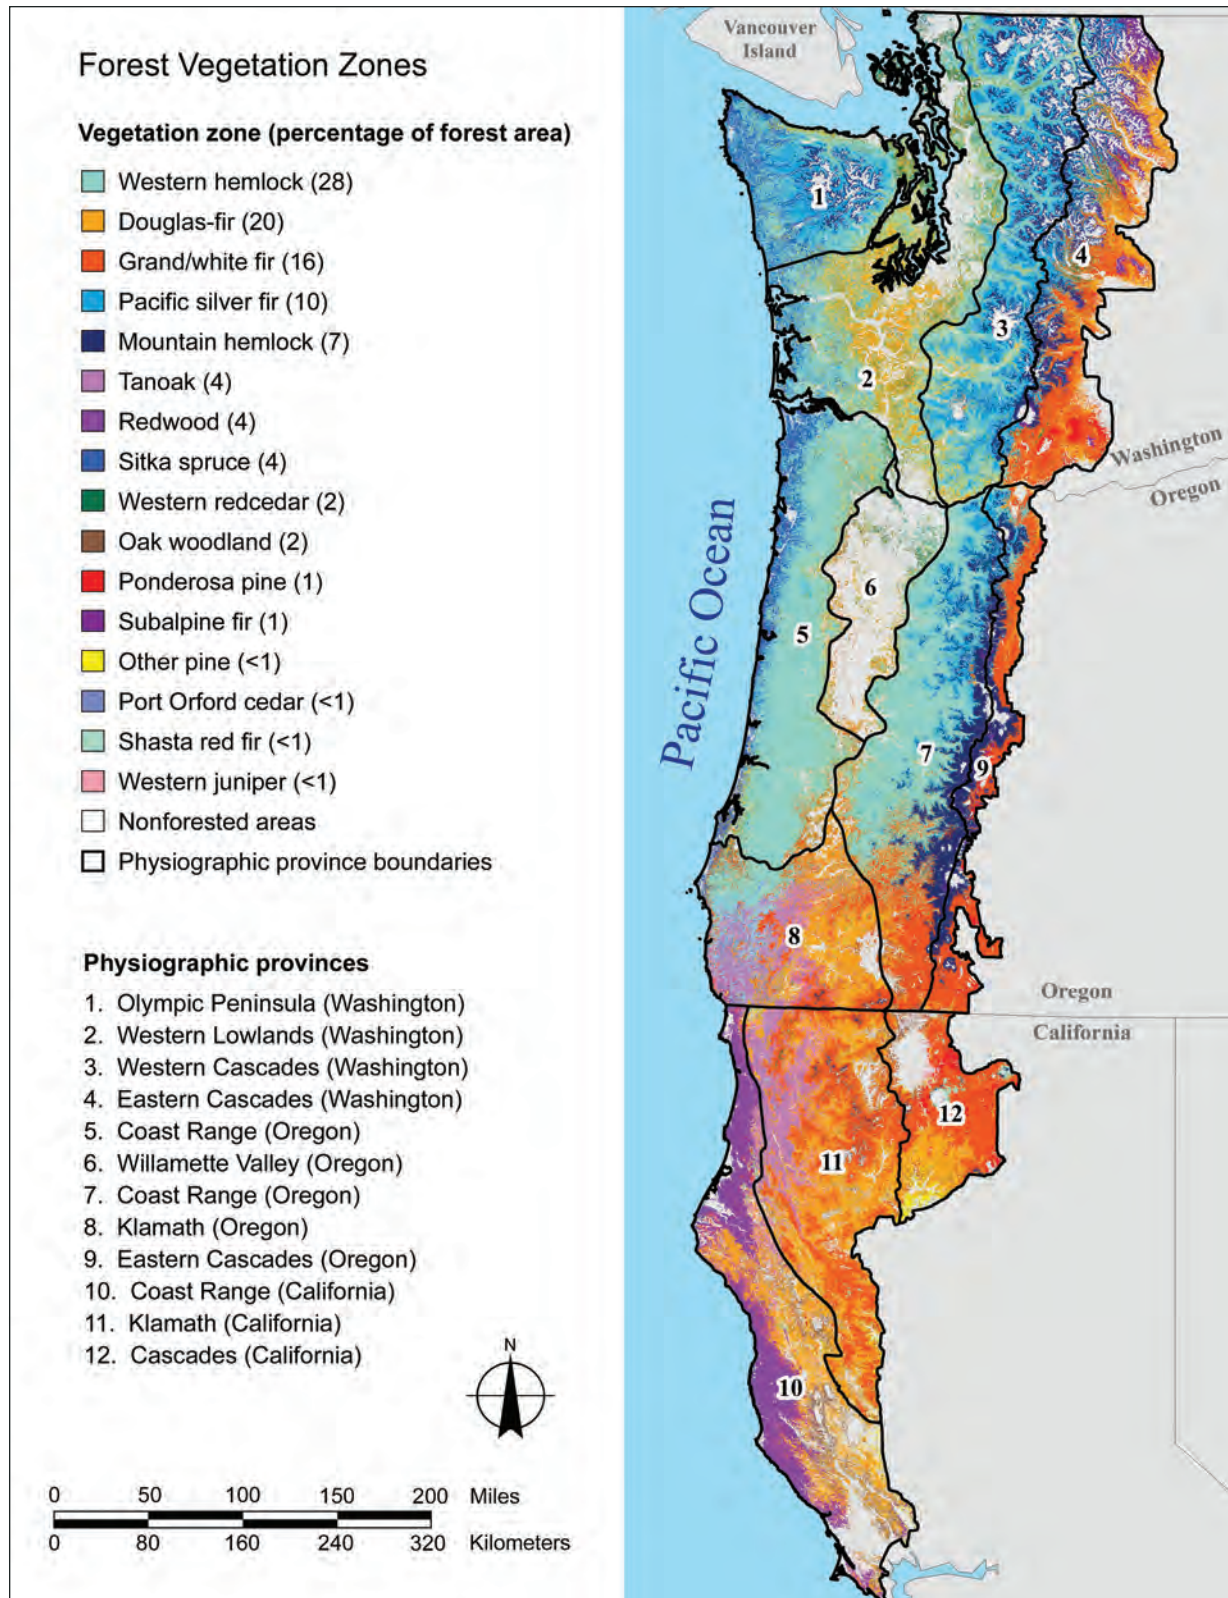 Forest Vegetation Zones
Vegetation zone (percentage of forest area)
Western hemlock (28)
Douglas-fir (20)
Grand/white fir (16)
Pacific silver fir (10)
Mountain hemlock (7)
Tanoak (4)
Redwood (4)
Sitka spruce (4)
Western redcedar (2)
Oak woodland (2)
Ponderosa pine (1)
Subalpine fir (1)
Other pine (<1)
Port Orford cedar (<1)
Shasta red fir (<1)
Western juniper (<1)
Nonforested areas
Physiographic province boundaries
Physiographic provinces
1. Olympic Peninsula (Washington)
2. Western Lowlands (Washington)
3. Western Cascades (Washington)
4. Eastern Cascades (Washington)
5. Coast Range (Oregon)
6. Willamette Valley (Oregon)
7. Coast Range (Oregon)
8. Klamath (Oregon)
9. Eastern Cascades (Oregon)
10. Coast Range (California)
11. Klamath (California)
12. Cascades (California)
N
0 50 100 150 200 Miles
0 80 160 240 320 Kilometers
Vancouver
Island
1
4
3
2
Washington
Oregon
Pacific Ocean
6
5
7
9
8
Oregon
California
12
11
10